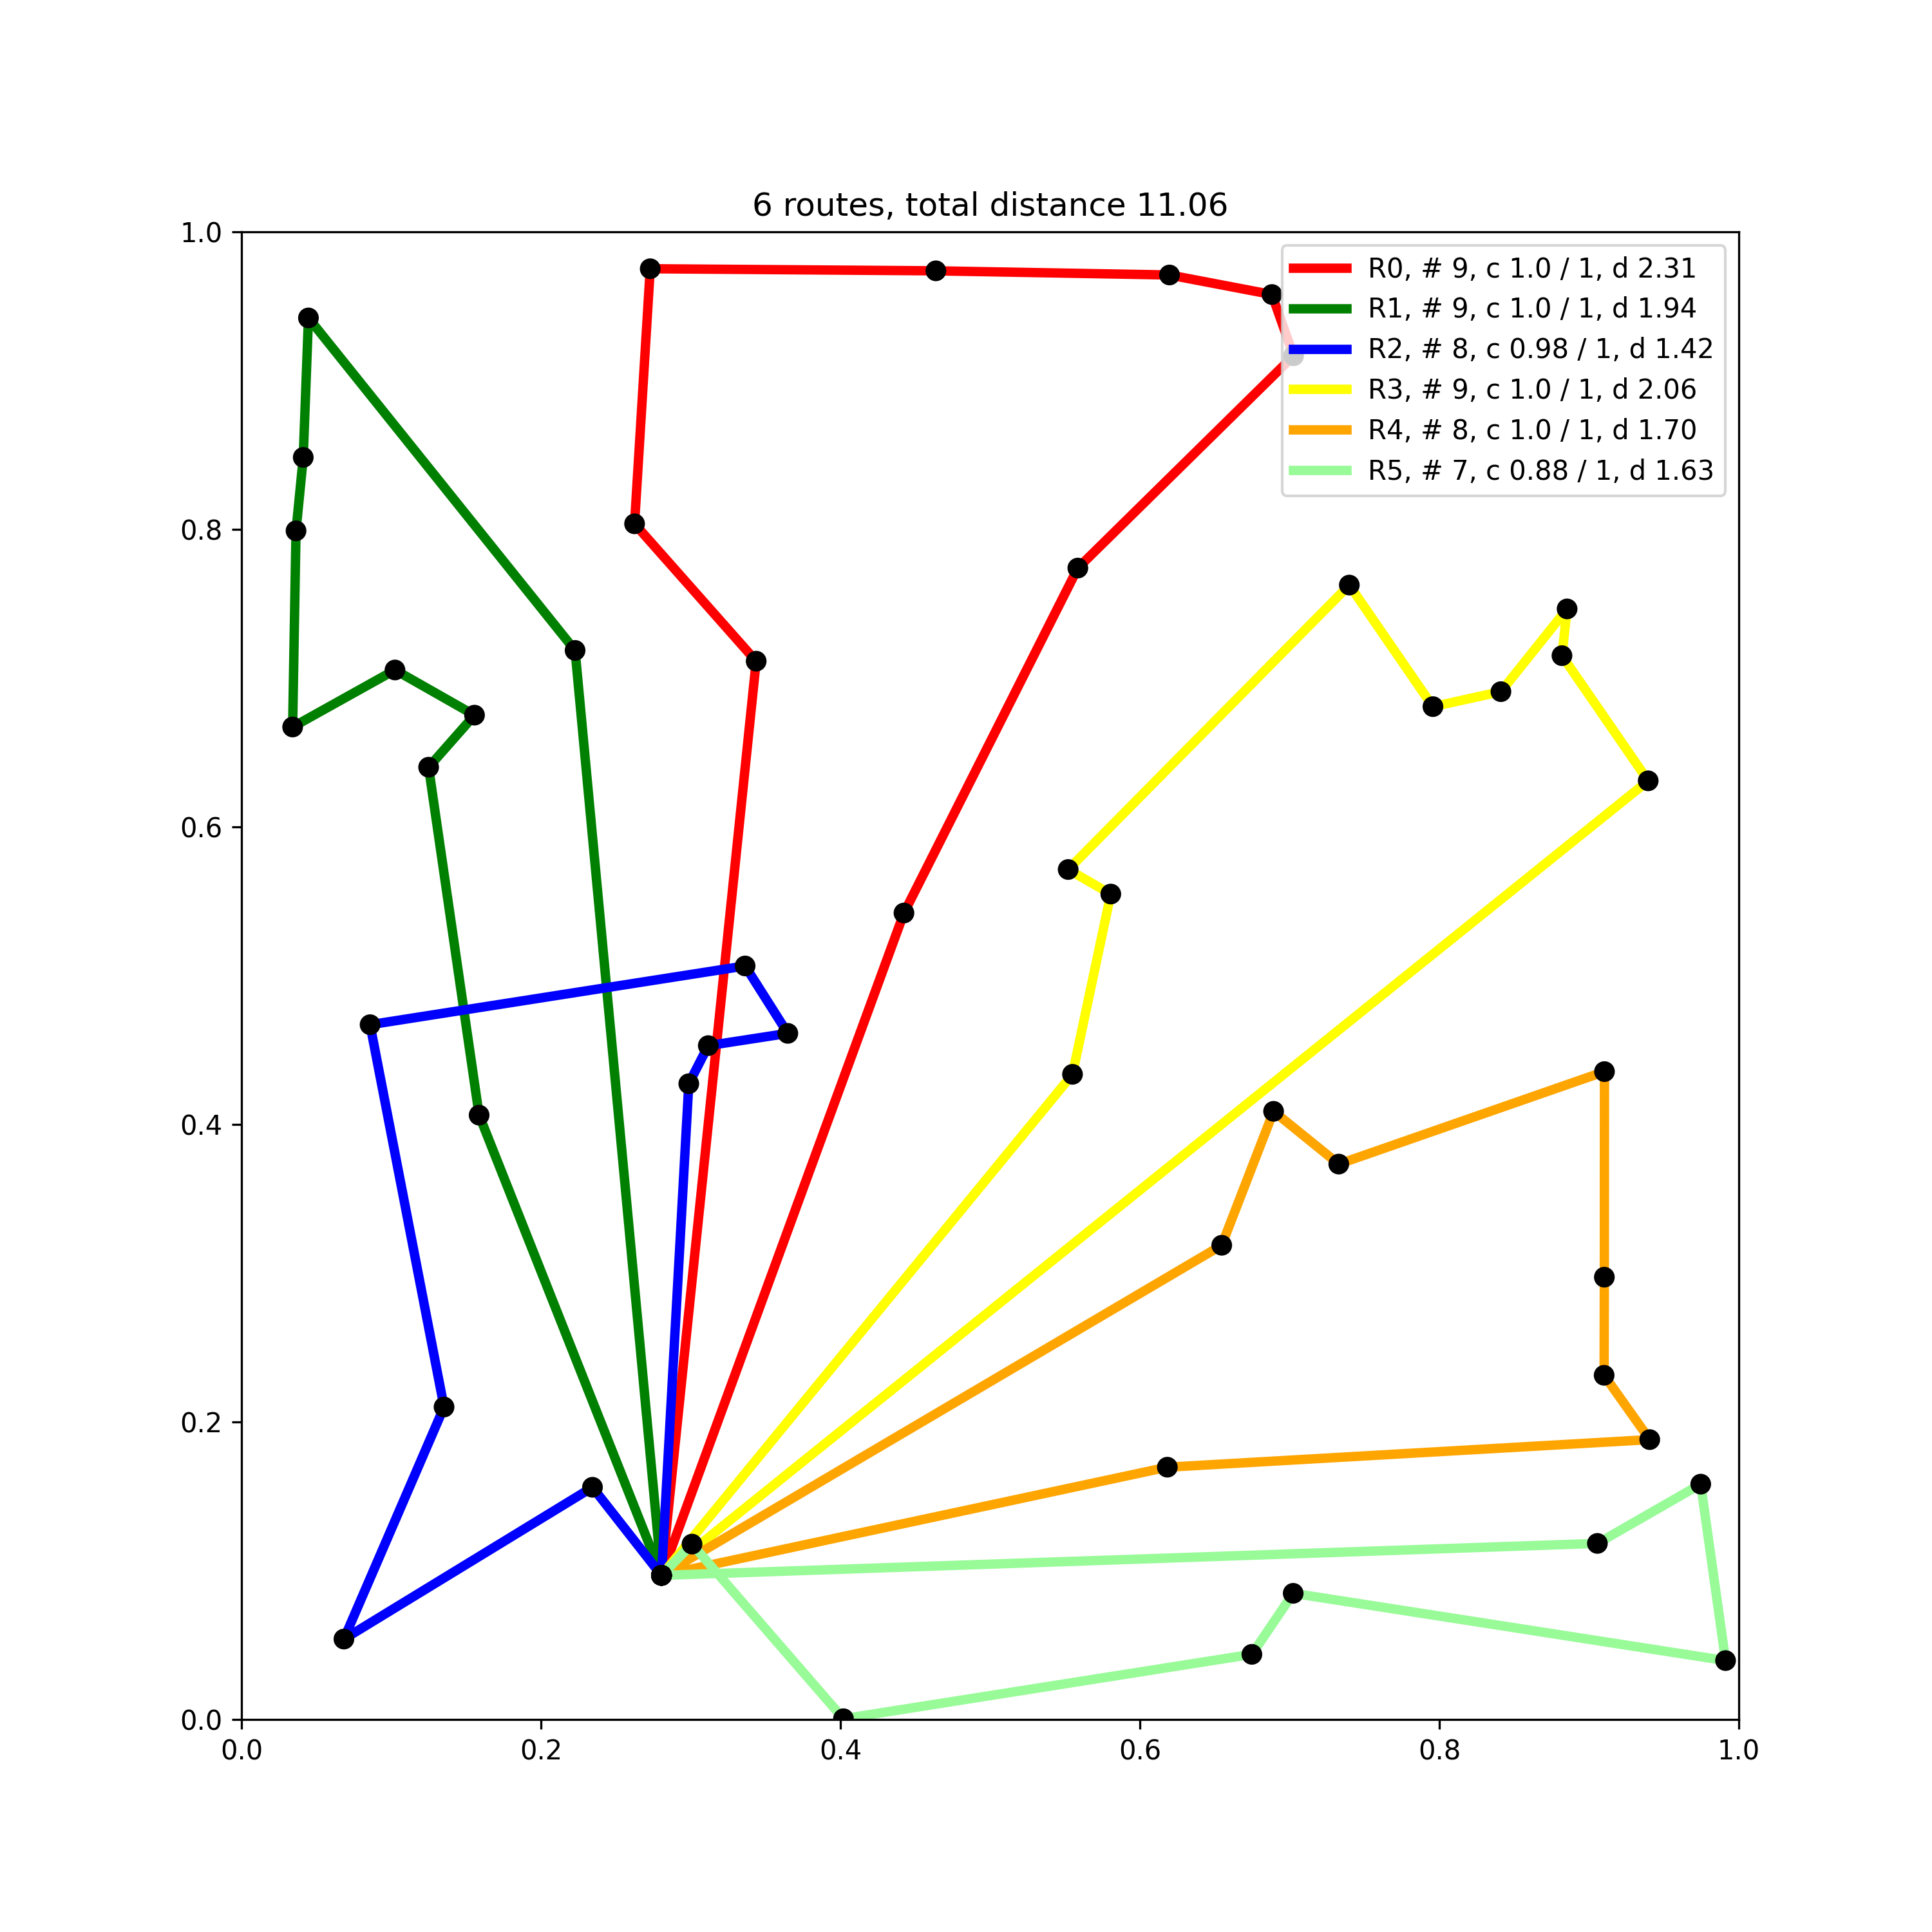 6 routes, total distance 11.06
1.0
R0, # 9, c 1.0 / 1, d 2.31
R1, # 9, c 1.0 / 1, d 1.94
R2, # 8, c 0.98 / 1, d 1.42
R3, # 9, c 1.0 / 1, d 2.06
R4, # 8, c 1.0 / 1, d 1.70
R5, # 7, c 0.88 / 1, d 1.63
0.8
0.6
0.4
0.2
0.0
0.0 0.2 0.4 0.6 0.8 1.0